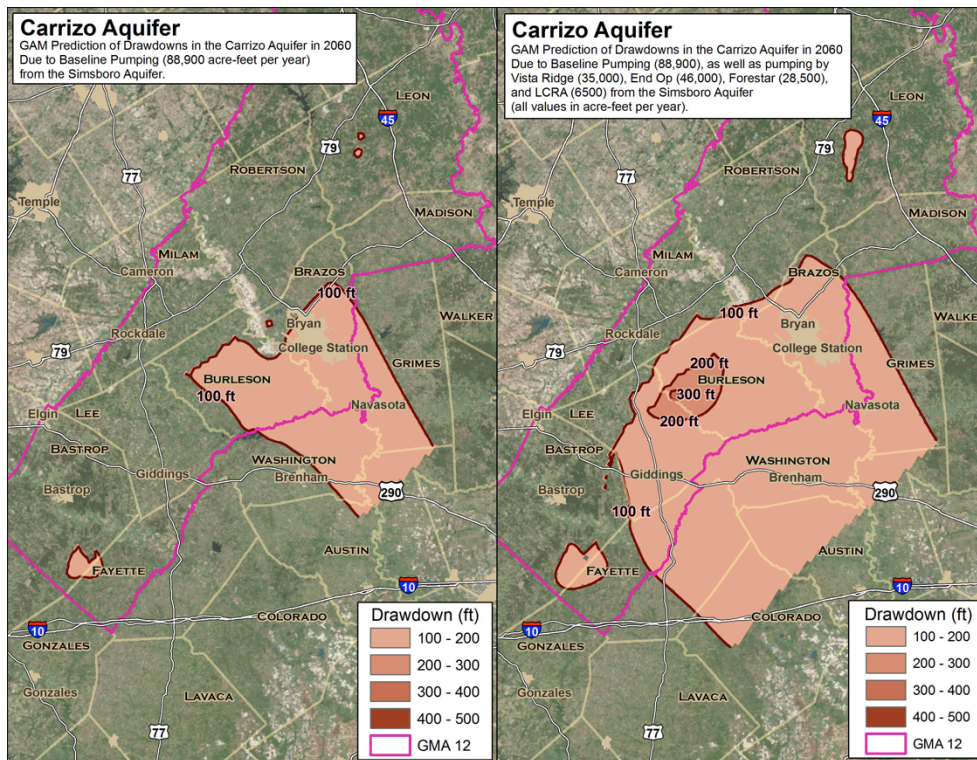 Carrizo Aquifer
GAM Prediction of Drawdowns in the Carrizo Aquifer in 2060
Due to Baseline Pumping (88,900 acre-feet per year)
from the Simsboro Aquifer.
LEON
45
79
77
ROBERTSON
Temple
MADISON
MILAM
Cameron
BRAZOS
100 ft
WALKER
Bryan
Rockdale
College Station
79
GRIMES
BURLESON
100 ft
Navasota
Elgin
LEE
BASTROP
WASHINGTON
Giddings
Brenham
Bastrop
290
AUSTIN
FAYETTE
10
COLORADO
10
GONZALES
Gonzales
LAVACA
77
Drawdown (ft)
100 - 200
200 - 300
300 - 400
400 - 500
GMA 12
Carrizo Aquifer
GAM Prediction of Drawdowns in the Carrizo Aquifer in 2060
Due to Baseline Pumping (88,900), as well as pumping by
Vista Ridge (35,000), End Op (46,000), Forestar (28,500),
and LCRA (6500) from the Simsboro Aquifer
(all values in acre-feet per year).
LEON
45
79
77
ROBERTSON
Temple
MADISON
MILAM
Cameron
BRAZOS
100 ft
WALKER
Bryan
Rockdale
College Station
79
200 ft
GRIMES
BURLESON
300 ft
Navasota
200 ft
Elgin
LEE
BASTROP
WASHINGTON
Giddings
Brenham
Bastrop
290
100 ft
AUSTIN
FAYETTE
10
COLORADO
10
GONZALES
Gonzales
LAVACA
77
Drawdown (ft)
100 - 200
200 - 300
300 - 400
400 - 500
GMA 12